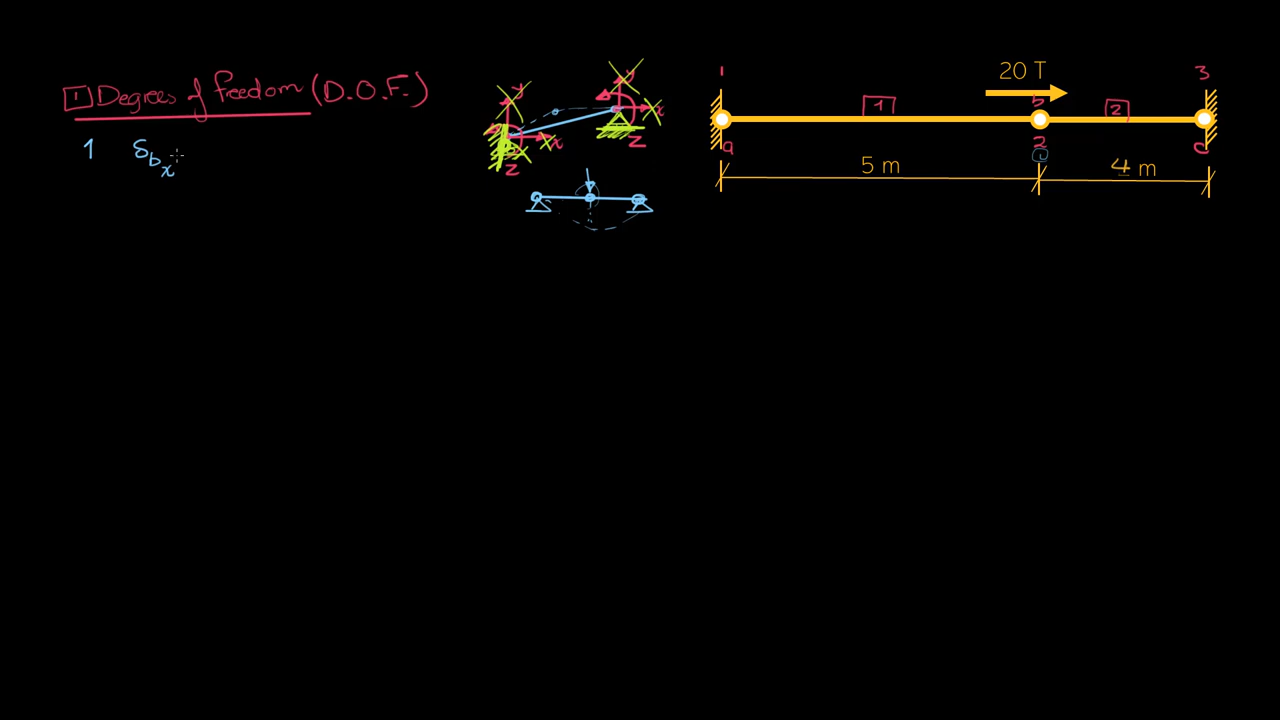 1 Degrees of freedom (D.O.F.)
1 δbx
y
x
z
y
x
z
20 T
1
1
b
2
3
a
2
5 m
4 m